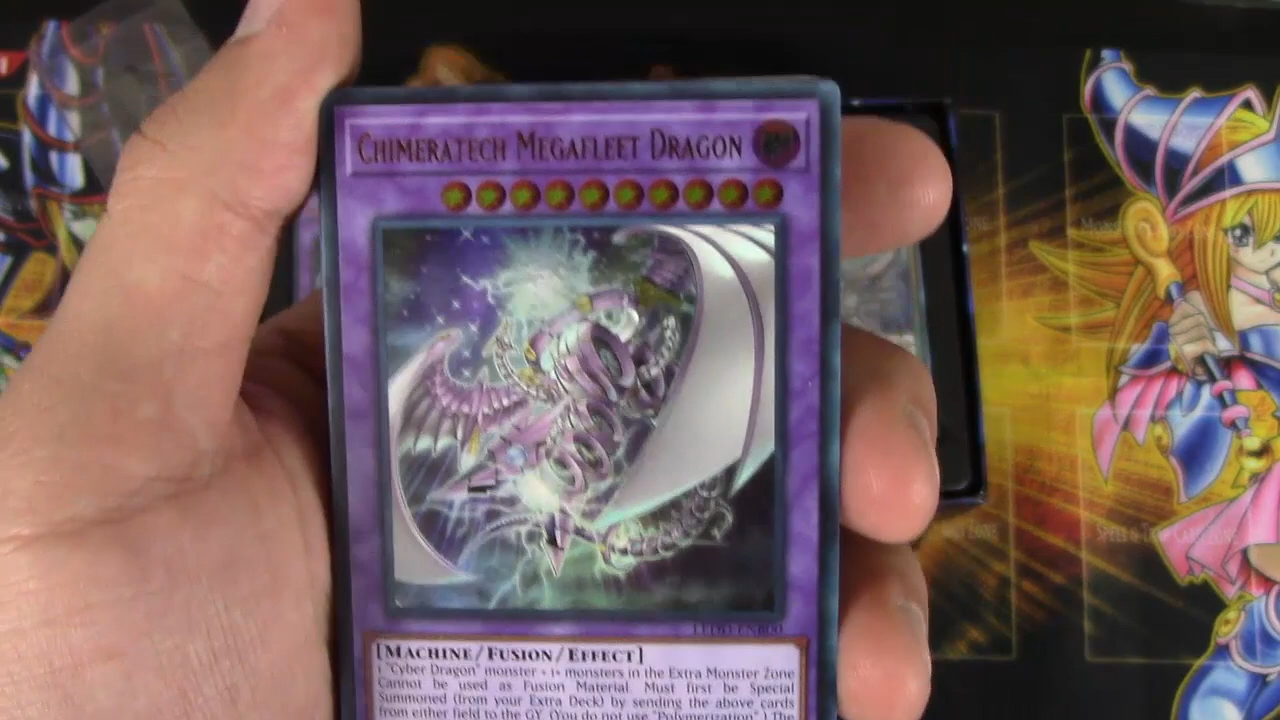 CHIMERATECH MEGAFLEET DRAGON
[MACHINE/FUSION/EFFECT]
1 "Cyber Dragon" monster + 1+ monsters in the Extra Monster Zone
Cannot be used as Fusion Material. Must first be Special
Summoned (from your Extra Deck) by sending the above cards
from either field to the GY. (You do not use "Polymerization".) The